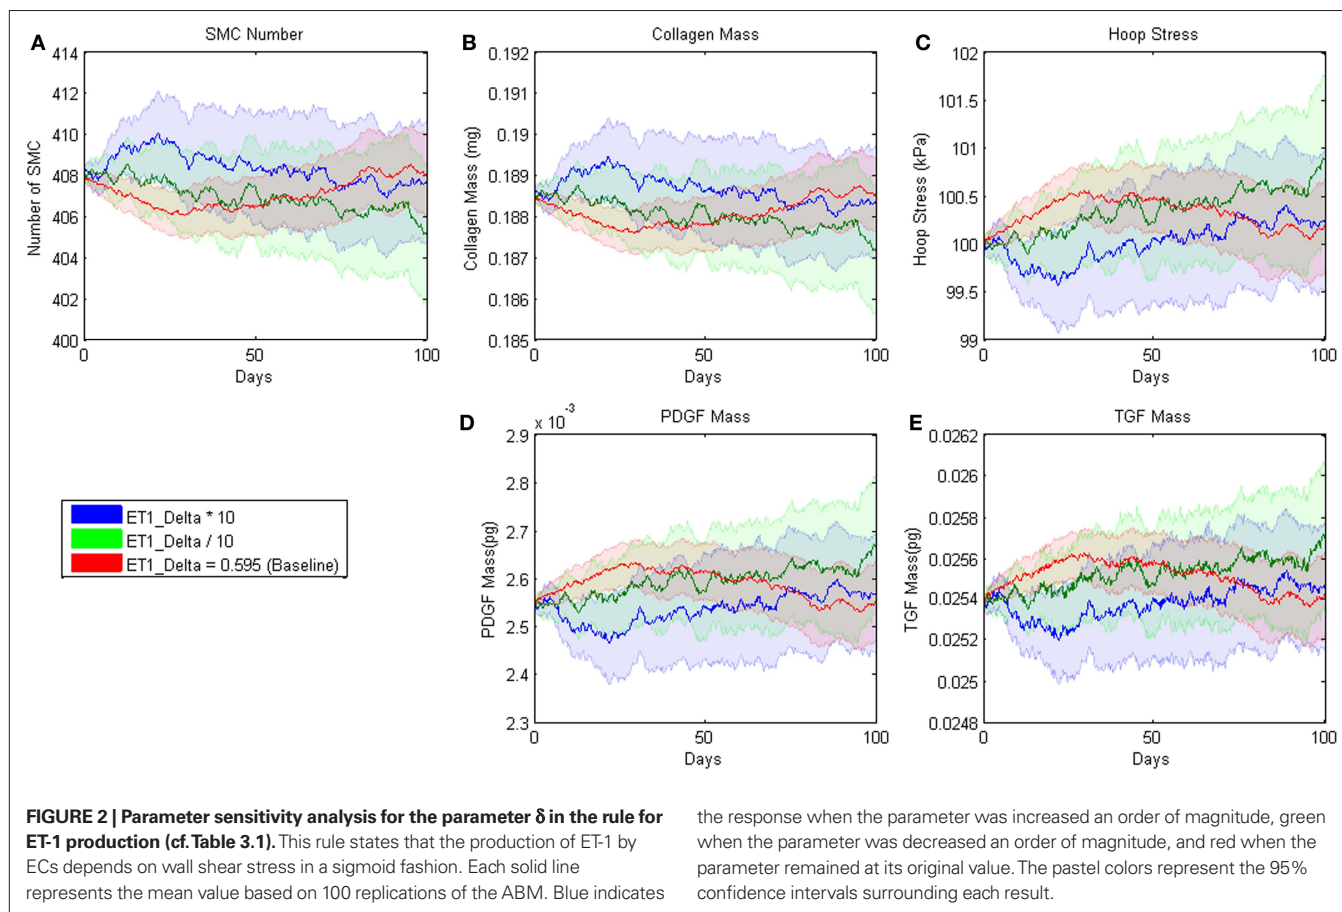 A
SMC Number
414
412
410
408
406
404
402
400
Number of SMC
0
50
100
Days
B
Collagen Mass
0.192
0.191
0.19
0.189
0.188
0.187
0.186
0.185
Collagen Mass (mg)
0
50
100
Days
C
Hoop Stress
102
101.5
101
100.5
100
99.5
99
Hoop Stress (kPa)
0
50
100
Days
D
PDGF Mass
x 10-3
2.9
2.8
2.7
2.6
2.5
2.4
2.3
PDGF Mass(pg)
0
50
100
Days
E
TGF Mass
0.0262
0.026
0.0258
0.0256
0.0254
0.0252
0.025
0.0248
TGF Mass(pg)
0
50
100
Days
ET1_Delta * 10
ET1_Delta / 10
ET1_Delta = 0.595 (Baseline)
FIGURE 2 | Parameter sensitivity analysis for the parameter δ in the rule for
ET-1 production (cf. Table 3.1). This rule states that the production of ET-1 by
ECs depends on wall shear stress in a sigmoid fashion. Each solid line
represents the mean value based on 100 replications of the ABM. Blue indicates
the response when the parameter was increased an order of magnitude, green
when the parameter was decreased an order of magnitude, and red when the
parameter remained at its original value. The pastel colors represent the 95%
confidence intervals surrounding each result.